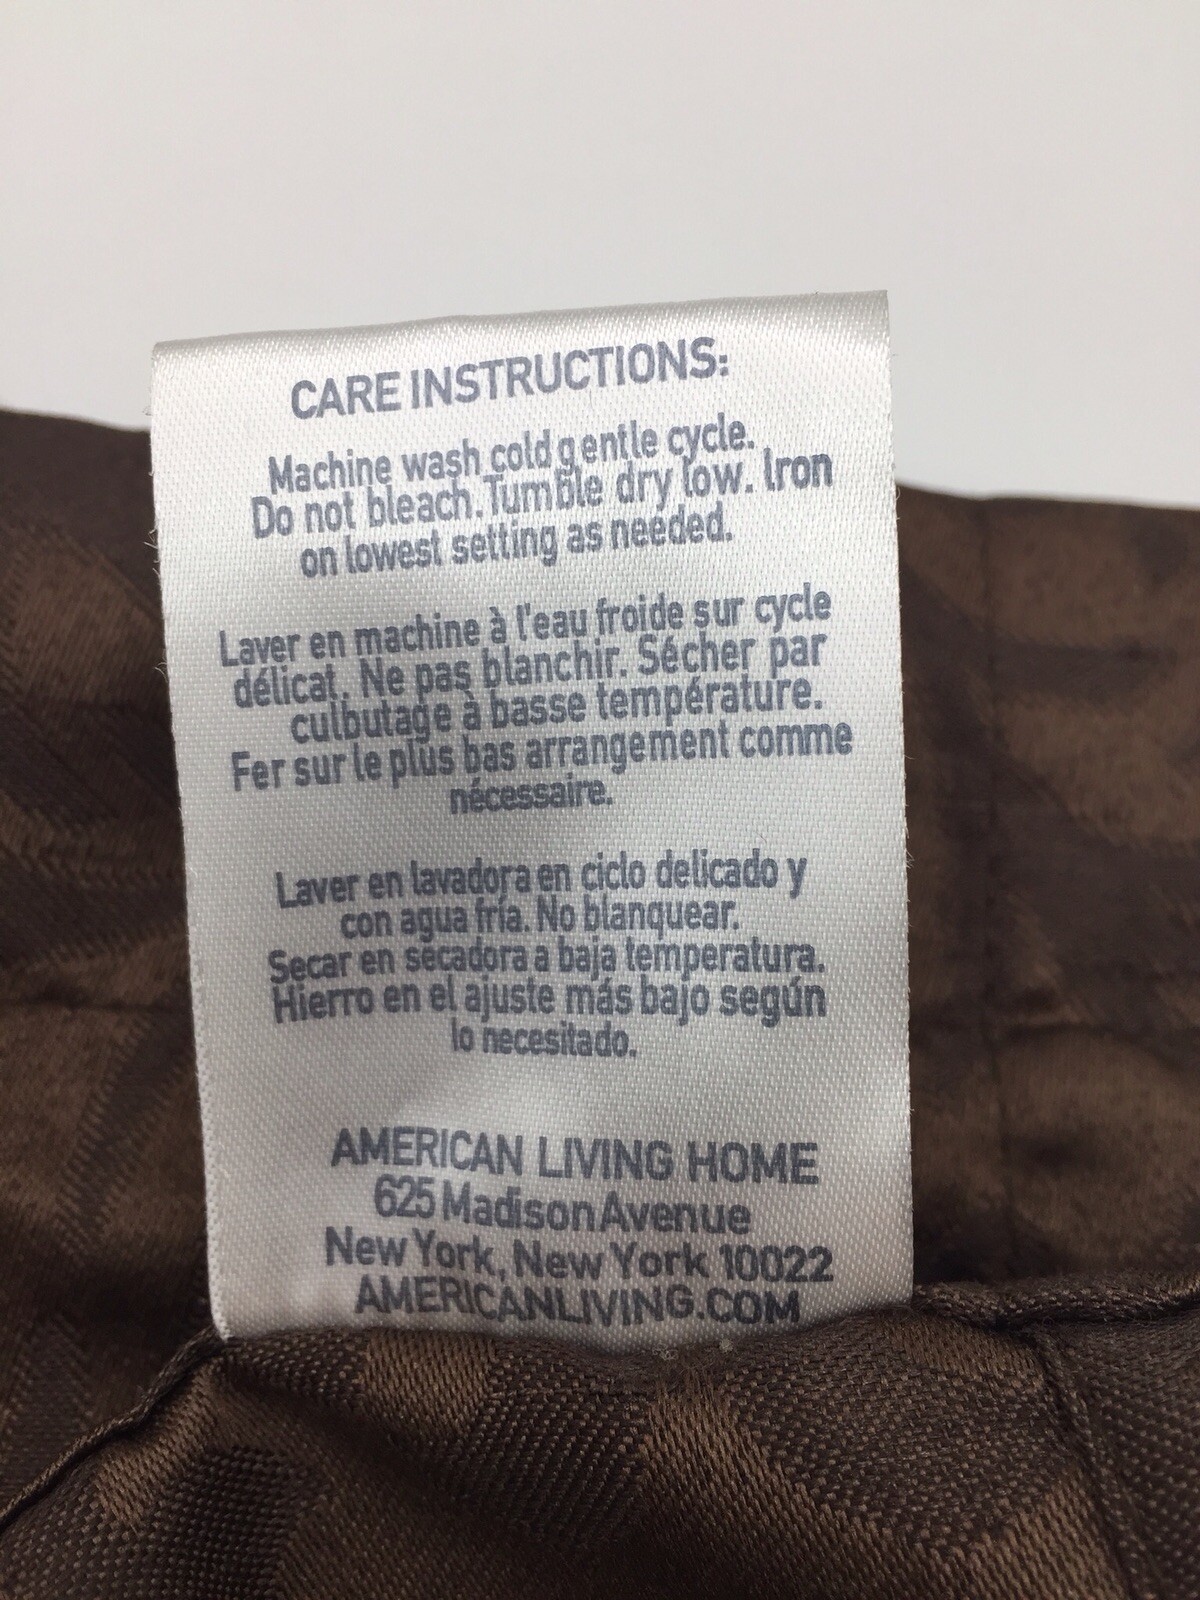 CARE INSTRUCTIONS:
Machine wash cold gentle cycle.
Do not bleach. Tumble dry low. Iron
on lowest setting as needed.
Laver en machine à l'eau froide sur cycle
délicat. Ne pas blanchir. Sécher par
culbutage à basse température.
Fer sur le plus bas arrangement comme
nécessaire.
Laver en lavadora en ciclo delicado y
con agua fría. No blanquear.
Secar en secadora a baja temperatura.
Hierro en el ajuste más bajo según
lo necesitado.
AMERICAN LIVING HOME
625 Madison Avenue
New York, New York 10022
AMERICANLIVING.COM